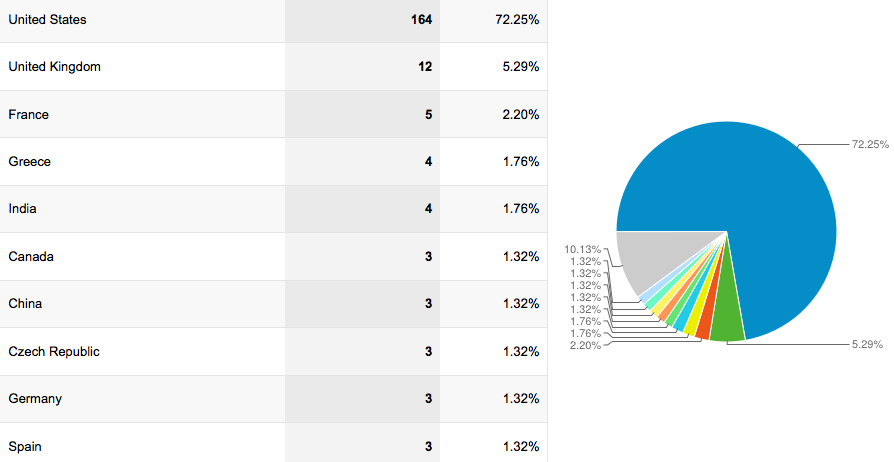 United States 164 72.25%
United Kingdom 12 5.29%
France 5 2.20%
Greece 4 1.76%
India 4 1.76%
Canada 3 1.32%
China 3 1.32%
Czech Republic 3 1.32%
Germany 3 1.32%
Spain 3 1.32%
72.25%
10.13%
1.32%
1.32%
1.32%
1.32%
1.32%
1.76%
1.76%
2.20%
5.29%